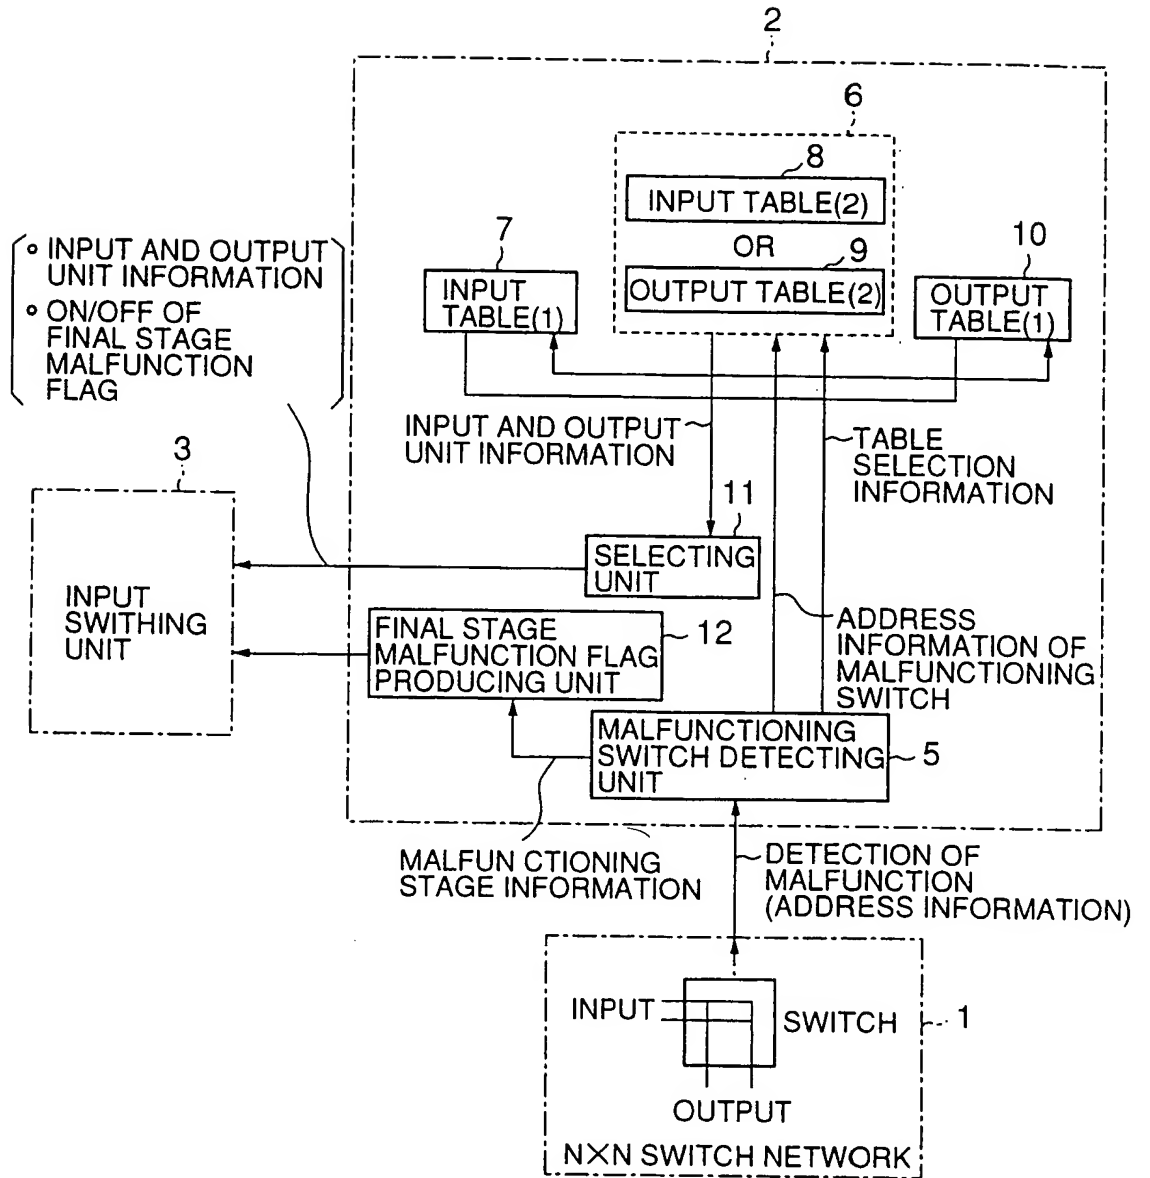 2
6
8
INPUT TABLE(2)
OR
9
OUTPUT TABLE(2)
7
INPUT
TABLE(1)
10
OUTPUT
TABLE(1)
INPUT AND OUTPUT
UNIT INFORMATION
ON/OFF OF
FINAL STAGE
MALFUNCTION
FLAG
INPUT AND OUTPUT
UNIT INFORMATION
TABLE
SELECTION
INFORMATION
3
INPUT
SWITHING
UNIT
11
SELECTING
UNIT
FINAL STAGE
MALFUNCTION FLAG
PRODUCING UNIT
12
ADDRESS
INFORMATION OF
MALFUNCTIONING
SWITCH
MALFUNCTIONING
SWITCH DETECTING
UNIT
5
MALFUN CTIONING
STAGE INFORMATION
DETECTION OF
MALFUNCTION
(ADDRESS INFORMATION)
INPUT
SWITCH
1
OUTPUT
N×N SWITCH NETWORK